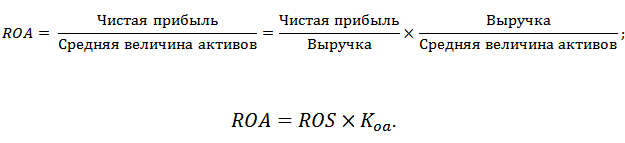 ROA = Чистая прибыль / Средняя величина активов = Чистая прибыль / Выручка × Выручка / Средняя величина активов ;
ROA = ROS × Kоа.